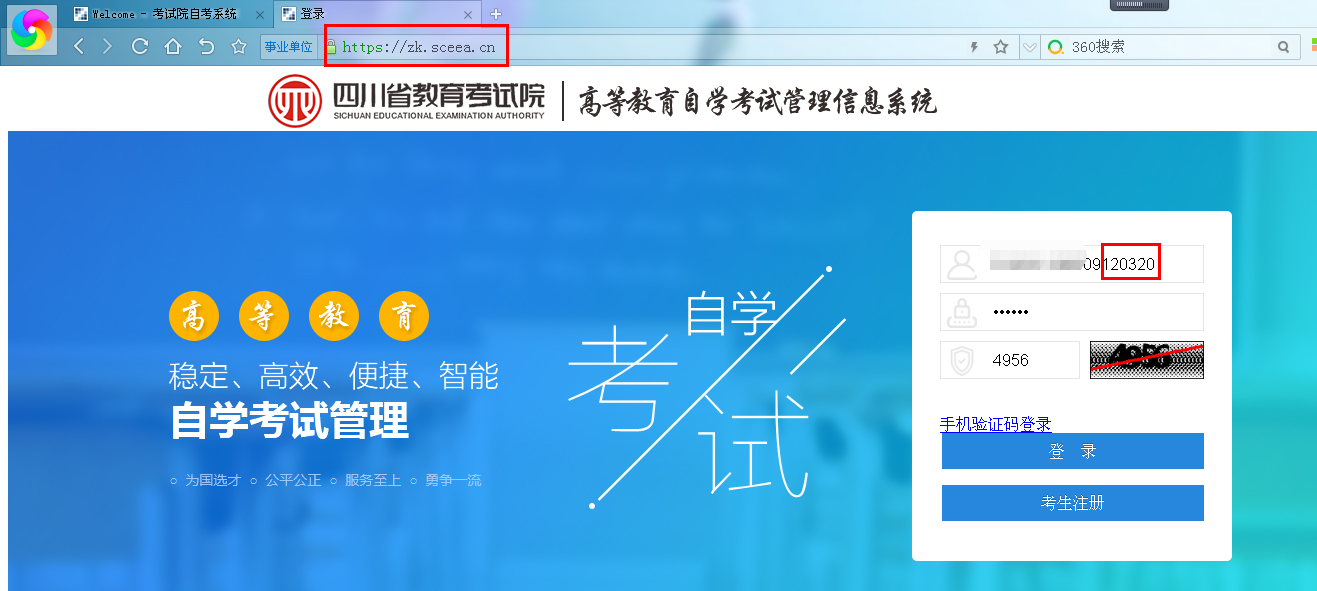 Welcome - 考试院自考系统
登录
事业单位
https://zk.sceea.cn
360搜索
四川省教育考试院
SICHUAN EDUCATIONAL EXAMINATION AUTHORITY
高等教育自学考试管理信息系统
高等教育
稳定、高效、便捷、智能
自学考试管理
○ 为国选才 ○ 公平公正 ○ 服务至上 ○ 勇争一流
自学
考试
09120320
••••••
4956
4956
手机验证码登录
登 录
考生注册